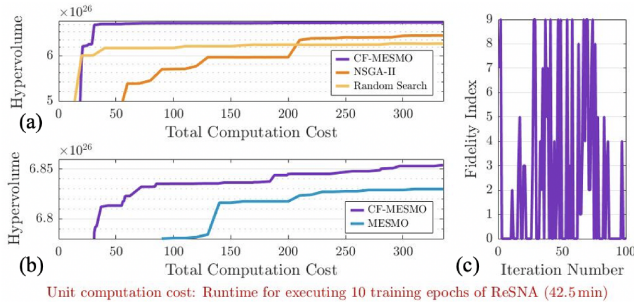 ×10^26
6
5
Hypervolume
CF-MESMO
NSGA-II
Random Search
0 50 100 150 200 250 300
Total Computation Cost
(a)
×10^26
6.85
6.8
Hypervolume
CF-MESMO
MESMO
0 50 100 150 200 250 300
Total Computation Cost
(b)
9
8
7
6
5
4
3
2
1
0
Fidelity Index
0 50 100
Iteration Number
(c)
Unit computation cost: Runtime for executing 10 training epochs of ReSNA (42.5 min)